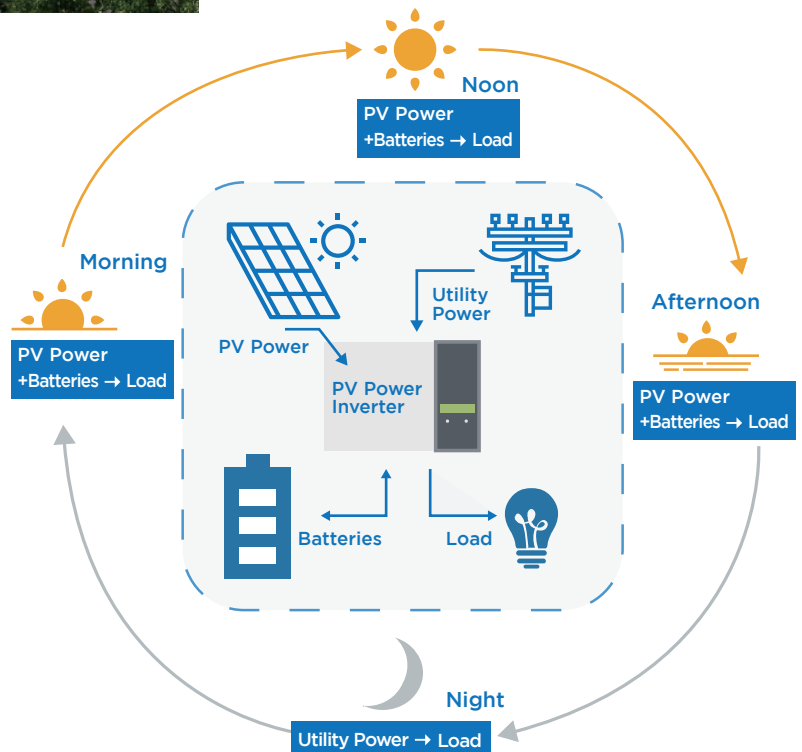 Noon
PV Power
+Batteries → Load
Morning
PV Power
+Batteries → Load
Afternoon
PV Power
+Batteries → Load
Utility
Power
PV Power
PV Power
Inverter
Batteries
Load
Night
Utility Power → Load